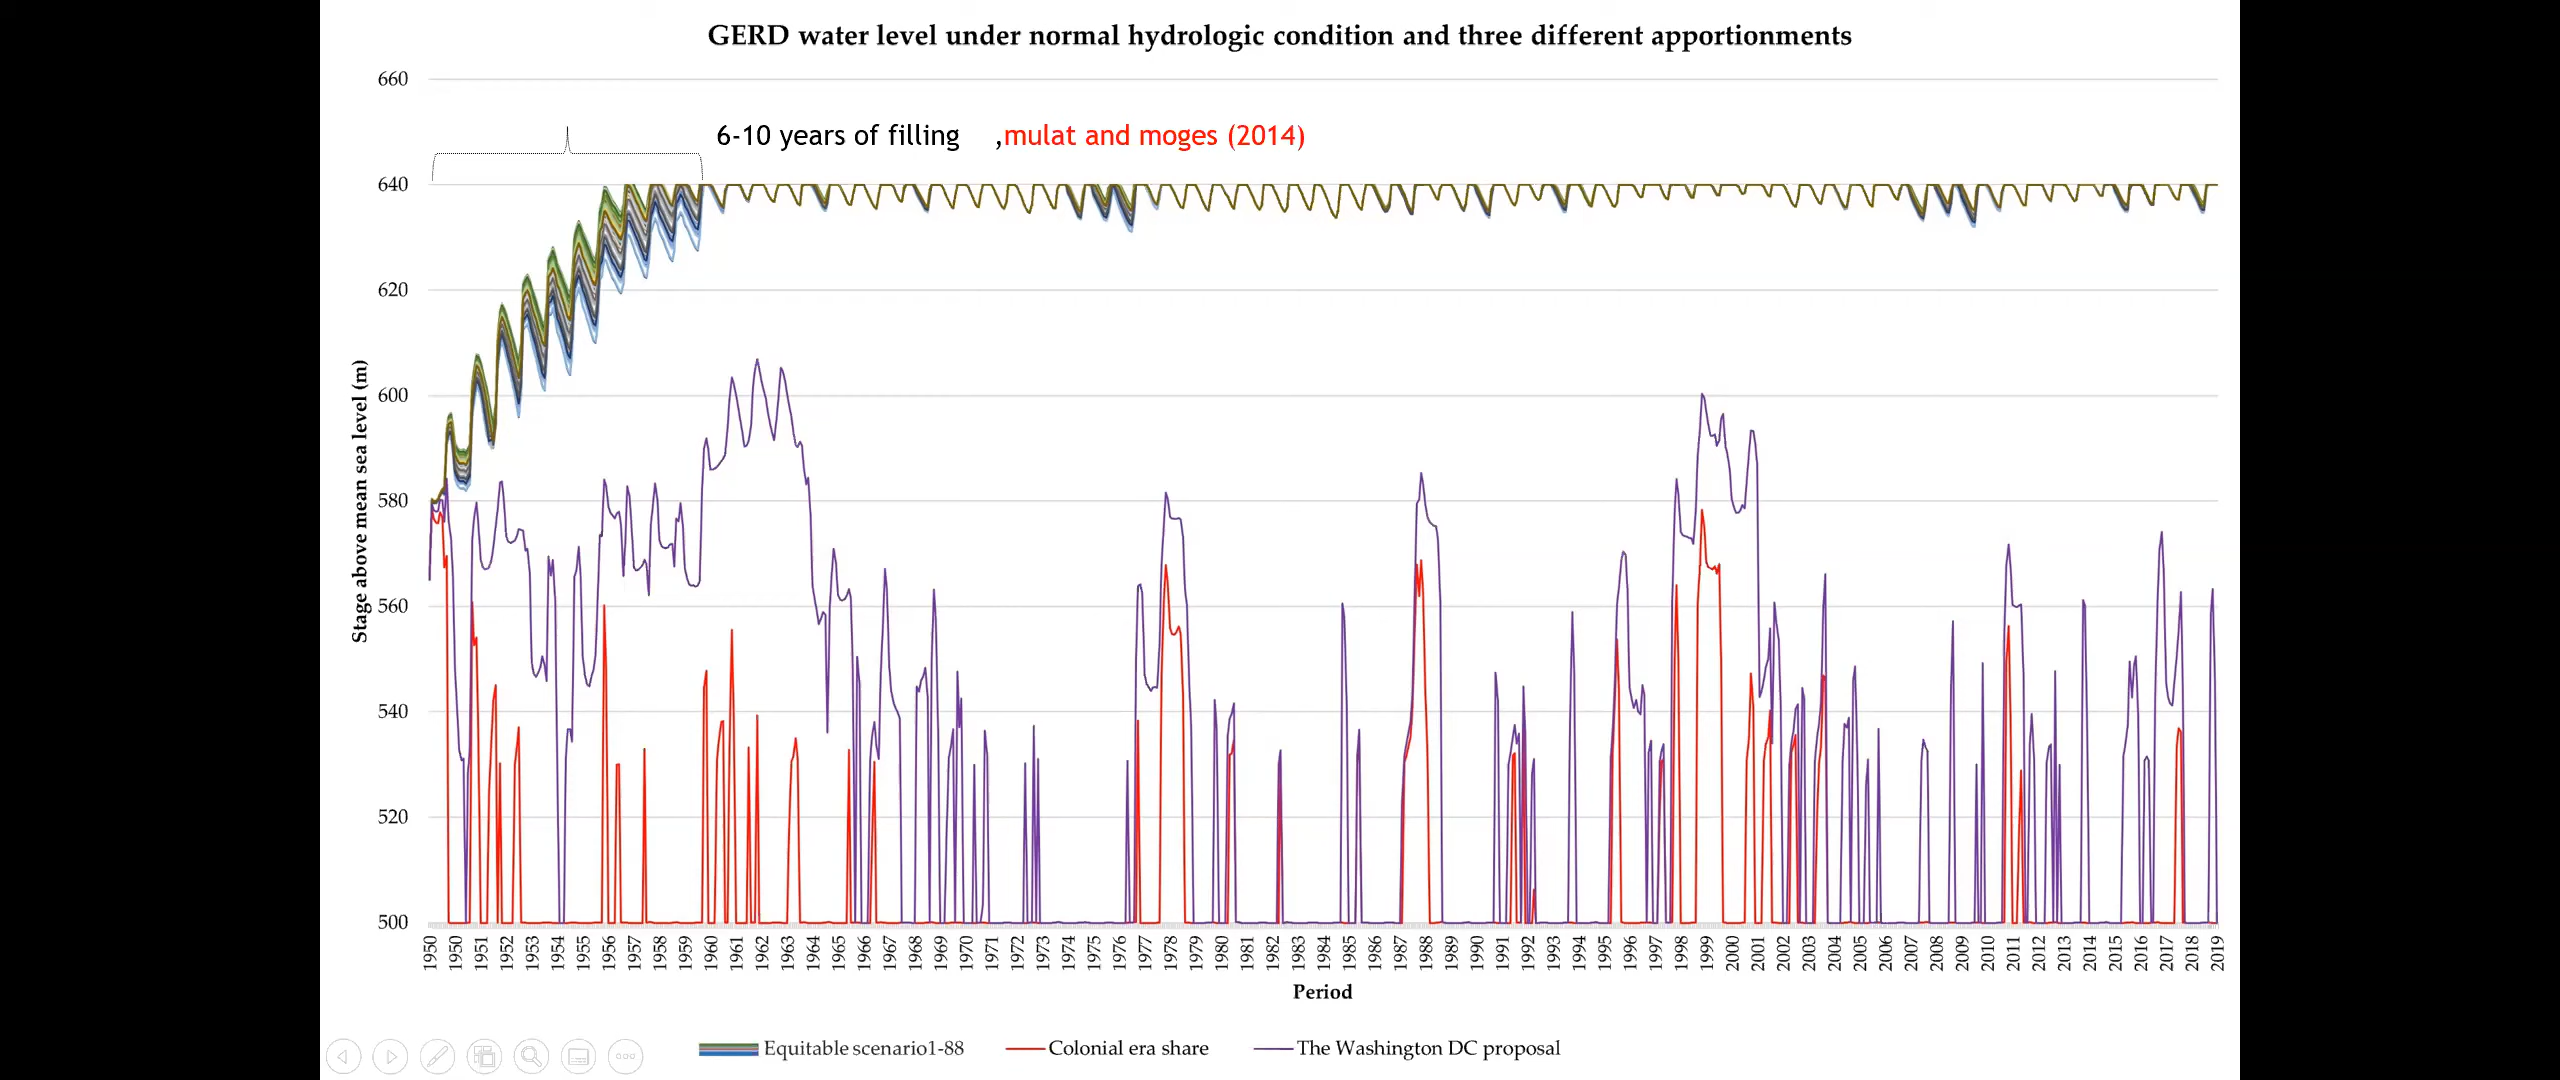 GERD water level under normal hydrologic condition and three different apportionments
660
6-10 years of filling ,mulat and moges (2014)
640
620
600
580
560
540
520
500
Stage above mean sea level (m)
1950 1950 1951 1952 1953 1954 1955 1956 1957 1958 1959 1960 1961 1962 1963 1964 1965 1966 1967 1968 1969 1970 1971 1972 1973 1974 1975 1976 1977 1978 1979 1980 1981 1982 1983 1984 1985 1986 1987 1988 1989 1990 1991 1992 1993 1994 1995 1996 1997 1998 1999 2000 2001 2002 2003 2004 2005 2006 2007 2008 2009 2010 2011 2012 2013 2014 2015 2016 2017 2018 2019
Period
Equitable scenario1-88 Colonial era share The Washington DC proposal